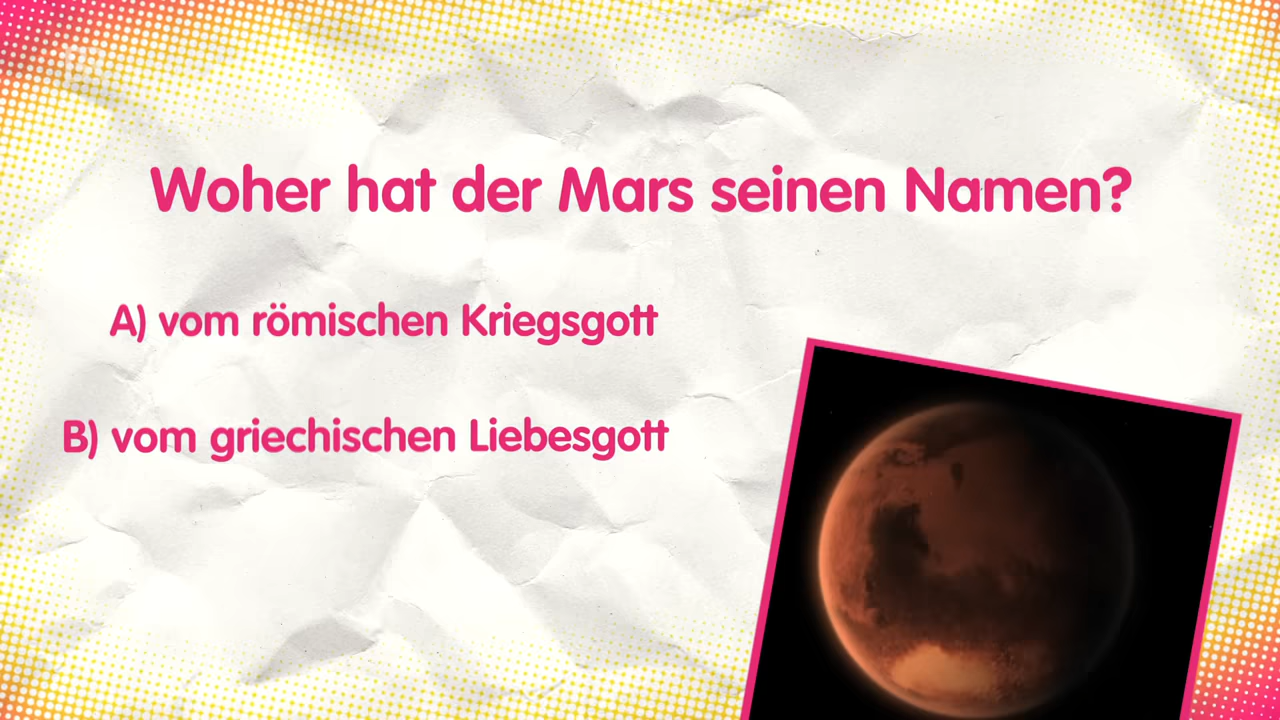 Woher hat der Mars seinen Namen?
A) vom römischen Kriegsgott
B) vom griechischen Liebesgott